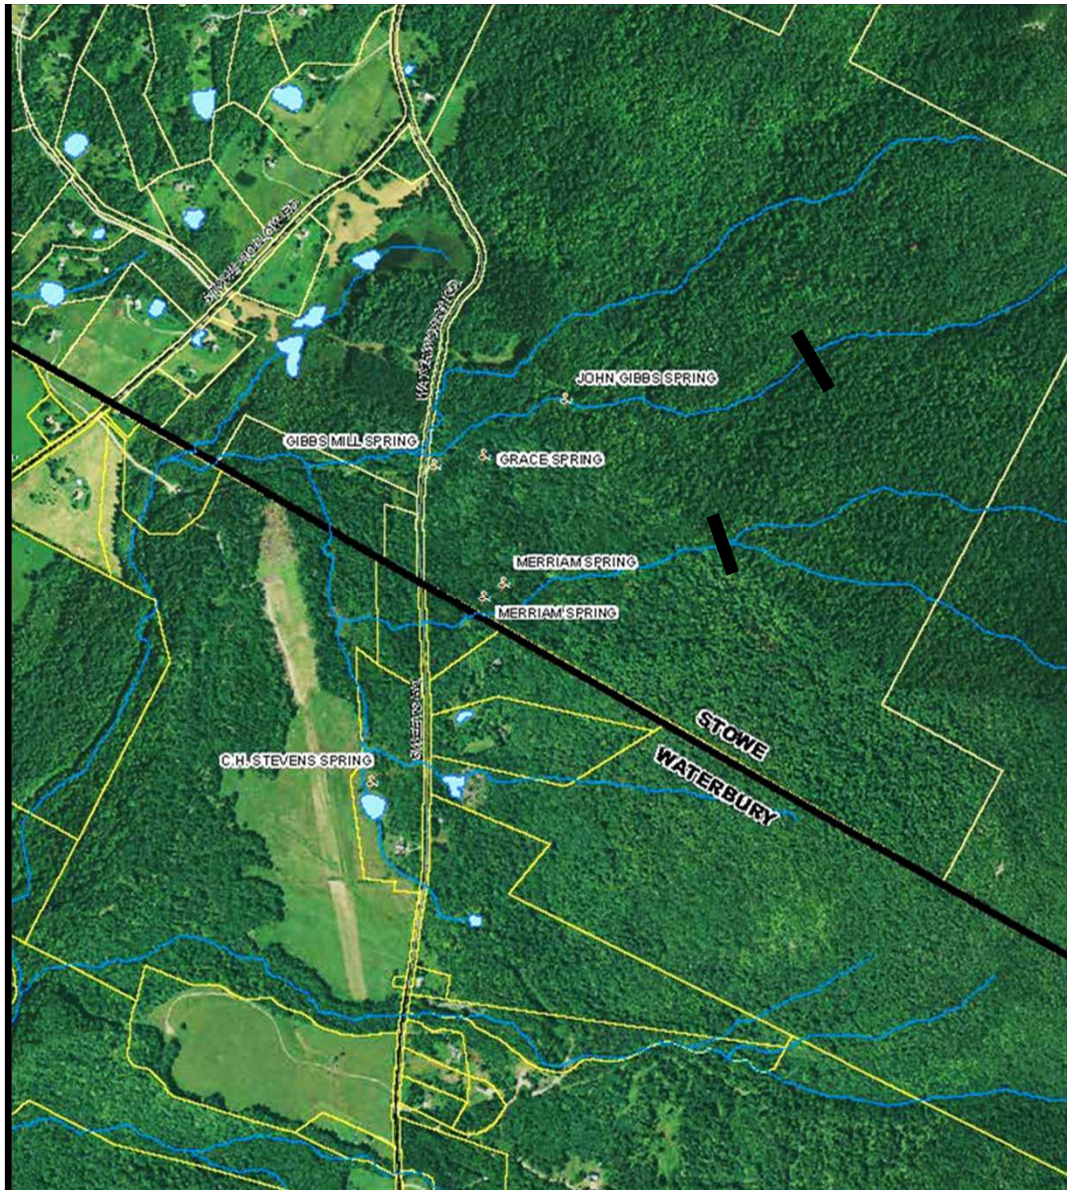 JOHN GIBBS SPRING
GIBBS MILL SPRING
GRACE SPRING
MERRIAM SPRING
MERRIAM SPRING
STOWE
WATERBURY
C.H. STEVENS SPRING